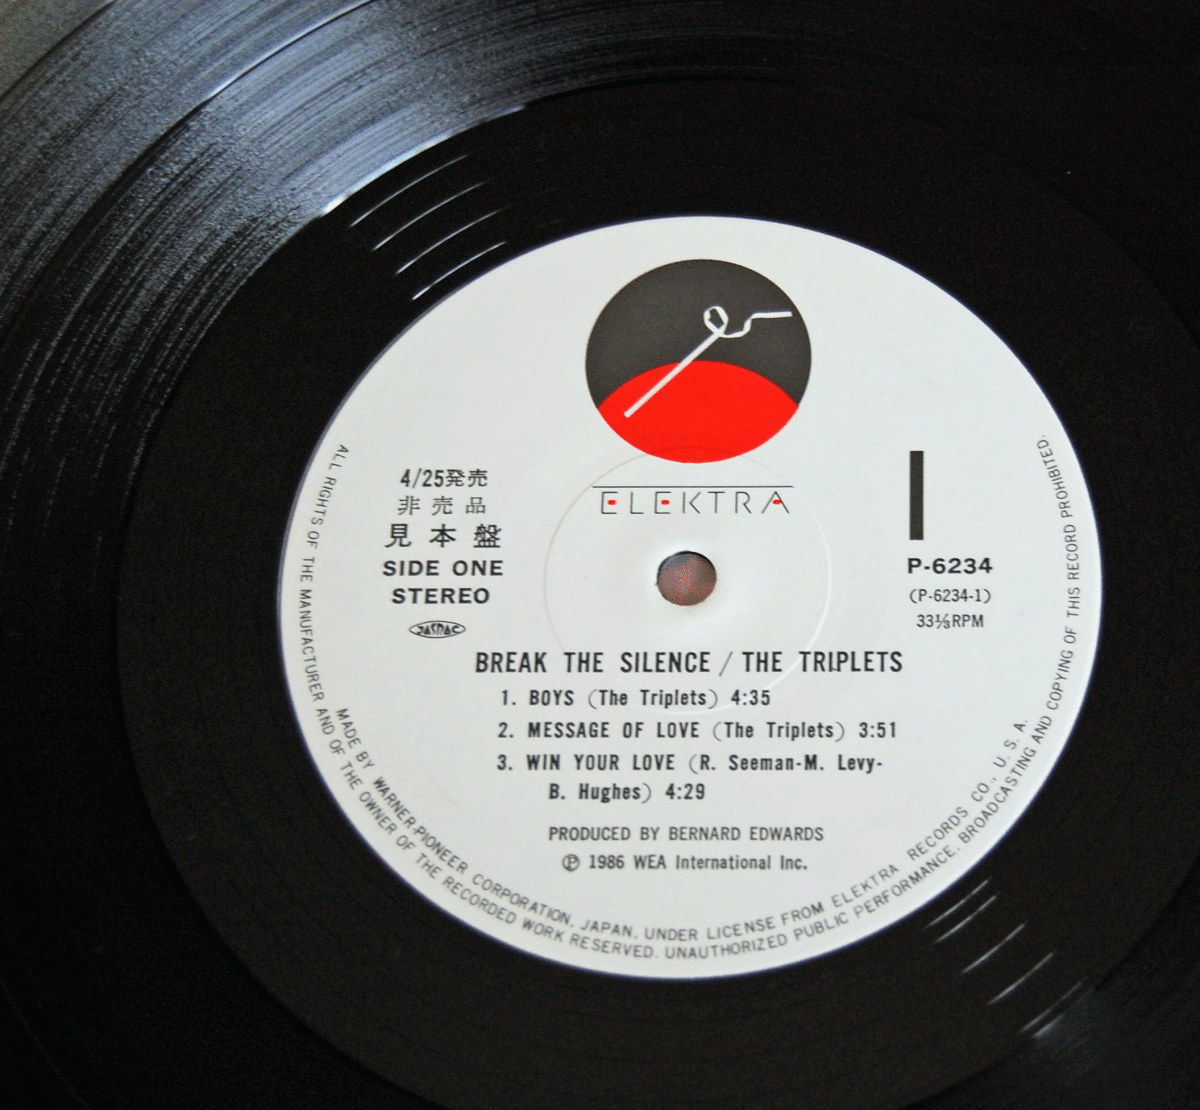 ELEKTRA
4/25発売
非売品
見本盤
SIDE ONE
STEREO
JASRAC
P-6234
(P-6234-1)
33⅓RPM
BREAK THE SILENCE / THE TRIPLETS
1. BOYS (The Triplets) 4:35
2. MESSAGE OF LOVE (The Triplets) 3:51
3. WIN YOUR LOVE (R. Seeman-M. Levy-
B. Hughes) 4:29
PRODUCED BY BERNARD EDWARDS
℗ 1986 WEA International Inc.
MADE BY WARNER-PIONEER CORPORATION, JAPAN, UNDER LICENSE FROM ELEKTRA RECORDS CO., U. S. A.
ALL RIGHTS OF THE MANUFACTURER AND OF THE OWNER OF THE RECORDED WORK RESERVED. UNAUTHORIZED PUBLIC PERFORMANCE, BROADCASTING AND COPYING OF THIS RECORD PROHIBITED.